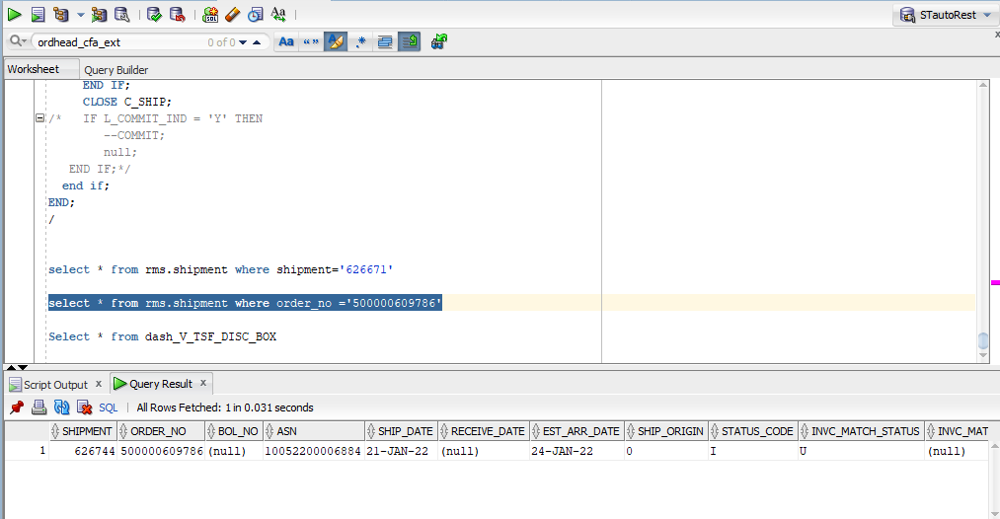 STautoRest
ordhead_cfa_ext 0 of 0 Aa “” .*
Worksheet Query Builder
END IF;
CLOSE C_SHIP;
/* IF L_COMMIT_IND = 'Y' THEN
--COMMIT;
null;
END IF;*/
end if;
END;
/
select * from rms.shipment where shipment='626671'
select * from rms.shipment where order_no ='500000609786'
Select * from dash_V_TSF_DISC_BOX
Script Output x Query Result x
SQL | All Rows Fetched: 1 in 0.031 seconds
SHIPMENT ORDER_NO BOL_NO ASN SHIP_DATE RECEIVE_DATE EST_ARR_DATE SHIP_ORIGIN STATUS_CODE INVC_MATCH_STATUS INVC_MAT
1 626744 500000609786 (null) 10052200006884 21-JAN-22 (null) 24-JAN-22 0 I U (null)